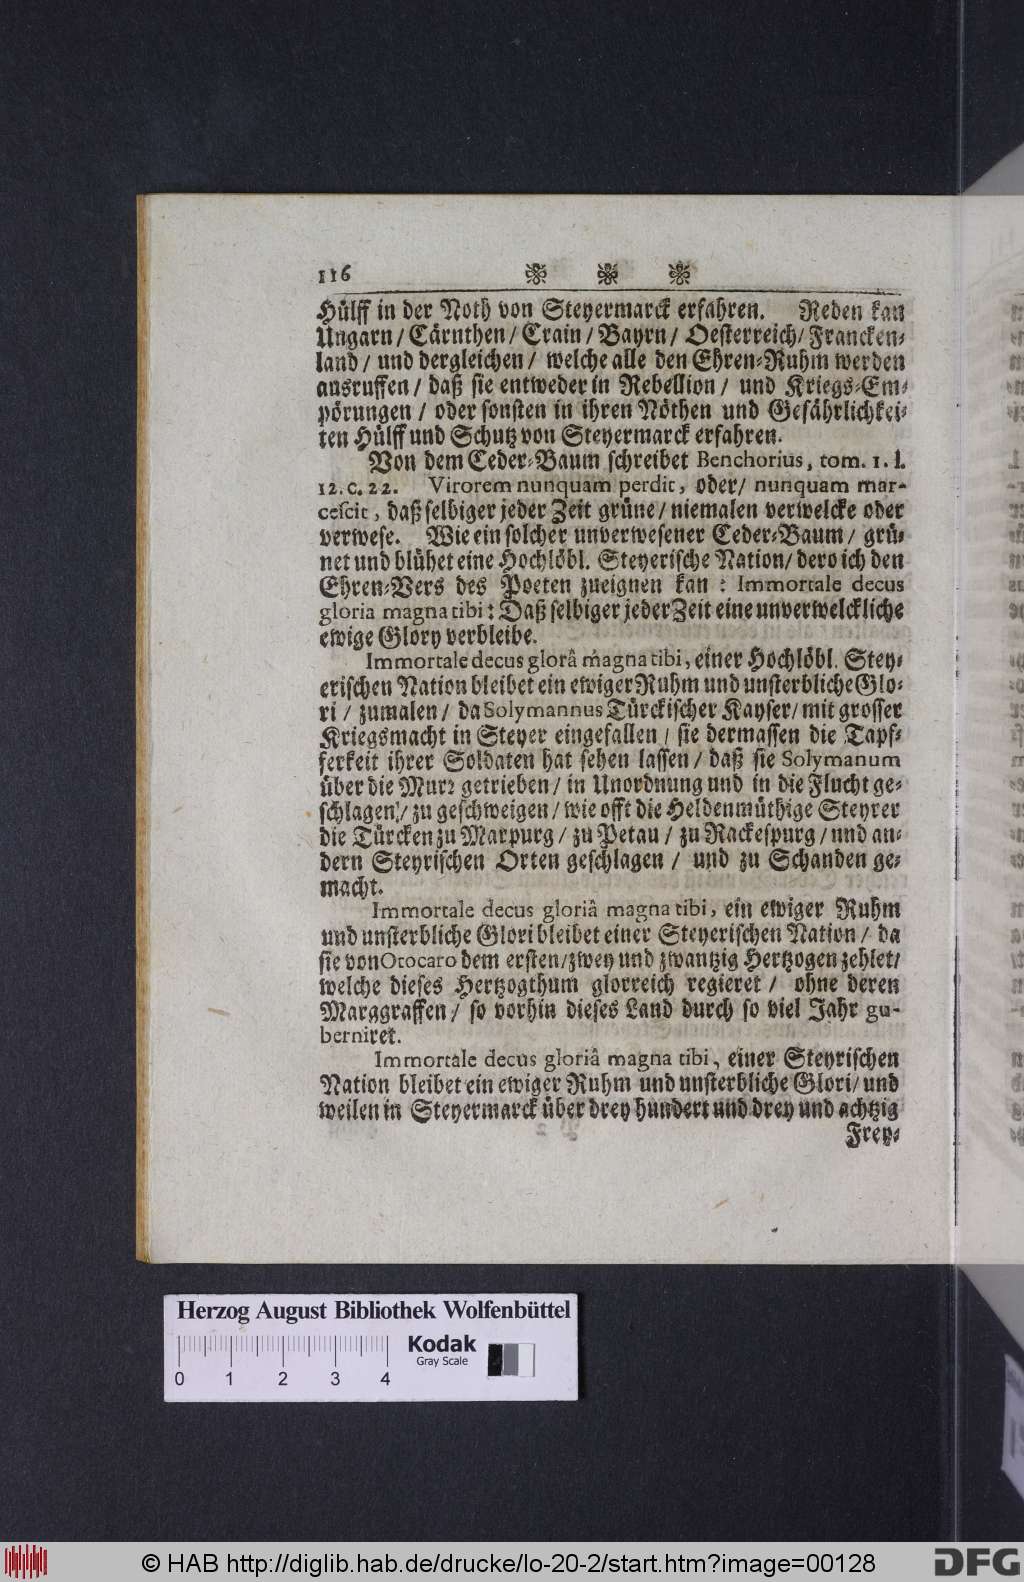 116
Hülff in der Noth von Steyermarck erfahren. Reden kan
Ungarn / Cärnthen / Crain / Bayrn / Oesterreich / Francken-
land / und dergleichen / welche alle den Ehren-Ruhm werden
ausruffen / daß sie entweder in Rebellion / und Kriegs-Em-
pörungen / oder sonsten in ihren Nöthen und Gefährlichkei-
ten Hülff und Schutz von Steyermarck erfahren.
Von dem Ceder-Baum schreibet Benchorius, tom. 1. l.
12. c. 22. Virorem nunquam perdit, oder / nunquam mar-
cescit, daß selbiger jeder Zeit grüne / niemalen verwelcke oder
verwese. Wie ein solcher unverwesener Ceder-Baum / grü-
net und blühet eine Hochlöbl. Steyerische Nation / dero ich den
Ehren-Vers des Poeten zueignen kan : Immortale decus
gloria magna tibi : Daß selbiger jeder Zeit eine unverwelckliche
ewige Glory verbleibe.
Immortale decus glorâ magna tibi, einer Hochlöbl. Stey-
erischen Nation bleibet ein ewiger Ruhm und unsterbliche Glo-
ri / zumalen / da Solymannus Türckischer Kayser / mit grosser
Kriegsmacht in Steyer eingefallen / sie dermassen die Tapf-
ferkeit ihrer Soldaten hat sehen lassen / daß sie Solymanum
über die Murr getrieben / in Unordnung und in die Flucht ge-
schlagen / zu geschweigen / wie offt die Heldenmüthige Steyrer
die Türcken zu Marpurg / zu Petau / zu Rackespurg / und an-
dern Steyrischen Orten geschlagen / und zu Schanden ge-
macht.
Immortale decus gloriâ magna tibi, ein ewiger Ruhm
und unsterbliche Glori bleibet einer Steyerischen Nation / da
sie von Otocaro dem ersten / zwey und zwantzig Hertzogen zehlet /
welche dieses Hertzogthum glorreich regieret / ohne deren
Marggraffen / so vorhin dieses Land durch so viel Jahr gu-
berniret.
Immortale decus gloriâ magna tibi, einer Steyrischen
Nation bleibet ein ewiger Ruhm und unsterbliche Glori / und
weilen in Steyermarck über drey hundert und drey und achtzig
Frey-
Herzog August Bibliothek Wolfenbüttel
0 1 2 3 4
Kodak
Gray Scale
© HAB http://diglib.hab.de/drucke/lo-20-2/start.htm?image=00128
DFG